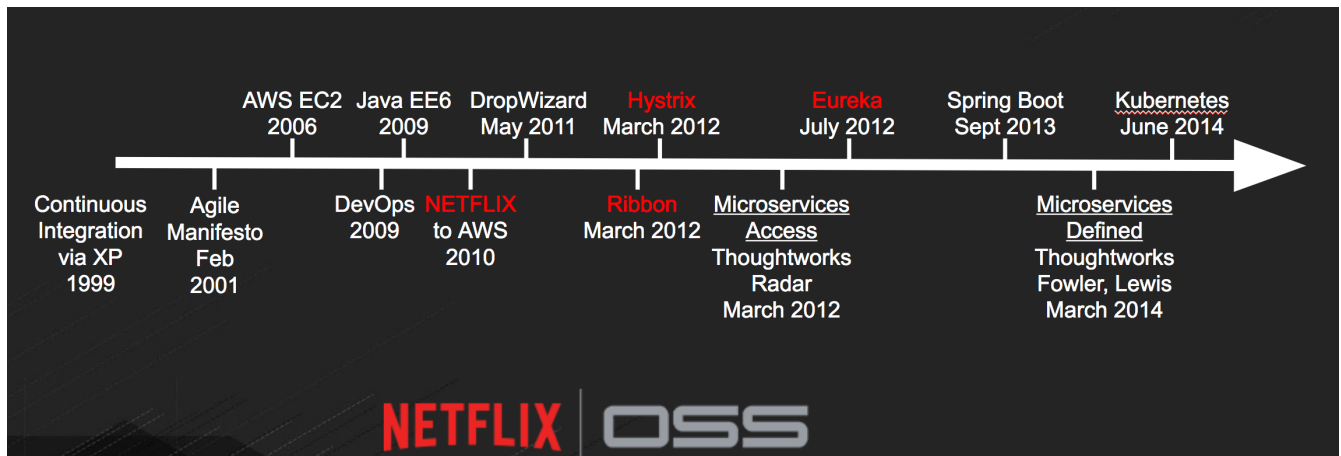 AWS EC2
2006
Java EE6
2009
DropWizard
May 2011
Hystrix
March 2012
Eureka
July 2012
Spring Boot
Sept 2013
Kubernetes
June 2014
Continuous
Integration
via XP
1999
Agile
Manifesto
Feb
2001
DevOps
2009
NETFLIX
to AWS
2010
Ribbon
March 2012
Microservices
Access
Thoughtworks
Radar
March 2012
Microservices
Defined
Thoughtworks
Fowler, Lewis
March 2014
NETFLIX OSS